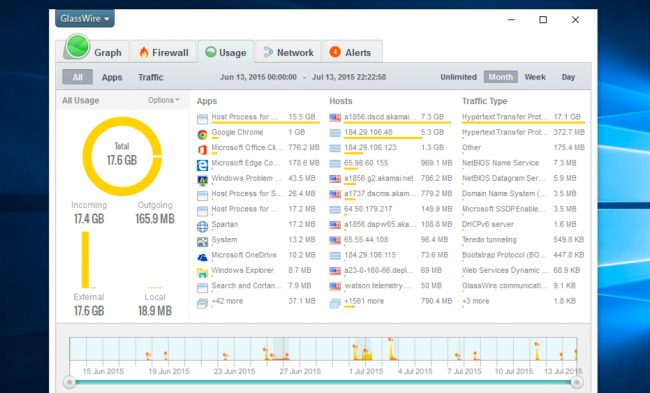 GlassWire
Graph Firewall Usage Network 4 Alerts
All Apps Traffic Jun 13, 2015 00:00:00 - Jul 13, 2015 22:22:58 Unlimited Month Week Day
All Usage Options Apps Hosts Traffic Type
Total
17.6 GB
Incoming Outgoing
17.4 GB 165.9 MB
External Local
17.6 GB 18.9 MB
Host Process for ... 15.5 GB a1856.dscd.akamai... 7.3 GB Hypertext Transfer Prot... 17.1 GB
Google Chrome 1 GB 184.29.106.48 5.3 GB Hypertext Transfer Prot... 372.7 MB
Microsoft Office Cli... 776.2 MB 184.29.106.123 1.3 GB Other 175.4 MB
Microsoft Edge Co... 178.6 MB 65.98.60.155 969.1 MB NetBIOS Name Service 7.3 MB
Windows Problem ... 43.5 MB a1856.g2.akamai.net 786.2 MB NetBIOS Datagram Ser... 5.9 MB
Host Process for S... 26.4 MB a1737.dscms.akama... 779.2 MB Domain Name System (... 3.5 MB
Host Process for ... 17.2 MB 64.50.179.217 149.9 MB Microsoft SSDP Enable... 3.5 MB
Spartan 17.2 MB a1856.dspw65.akam... 108.8 MB DHCPv6 server 1.6 MB
System 13.2 MB 65.55.44.108 96.4 MB Teredo tunneling 549.8 KB
Microsoft OneDrive 10.2 MB 184.29.106.115 73.6 MB Bootstrap Protocol (BO... 447.8 KB
Windows Explorer 8.7 MB a23-0-160-66.depl... 69 MB Web Services Dynamic ... 68.9 KB
Search and Cortan... 7.9 MB watson.telemetry.... 50 MB GlassWire communicati... 9.1 KB
+42 more 37.1 MB +1561 more 790.4 MB +3 more 1.8 KB
15 Jun 2015 19 Jun 2015 23 Jun 2015 27 Jun 2015 1 Jul 2015 4 Jul 2015 7 Jul 2015 10 Jul 2015 13 Jul 2015